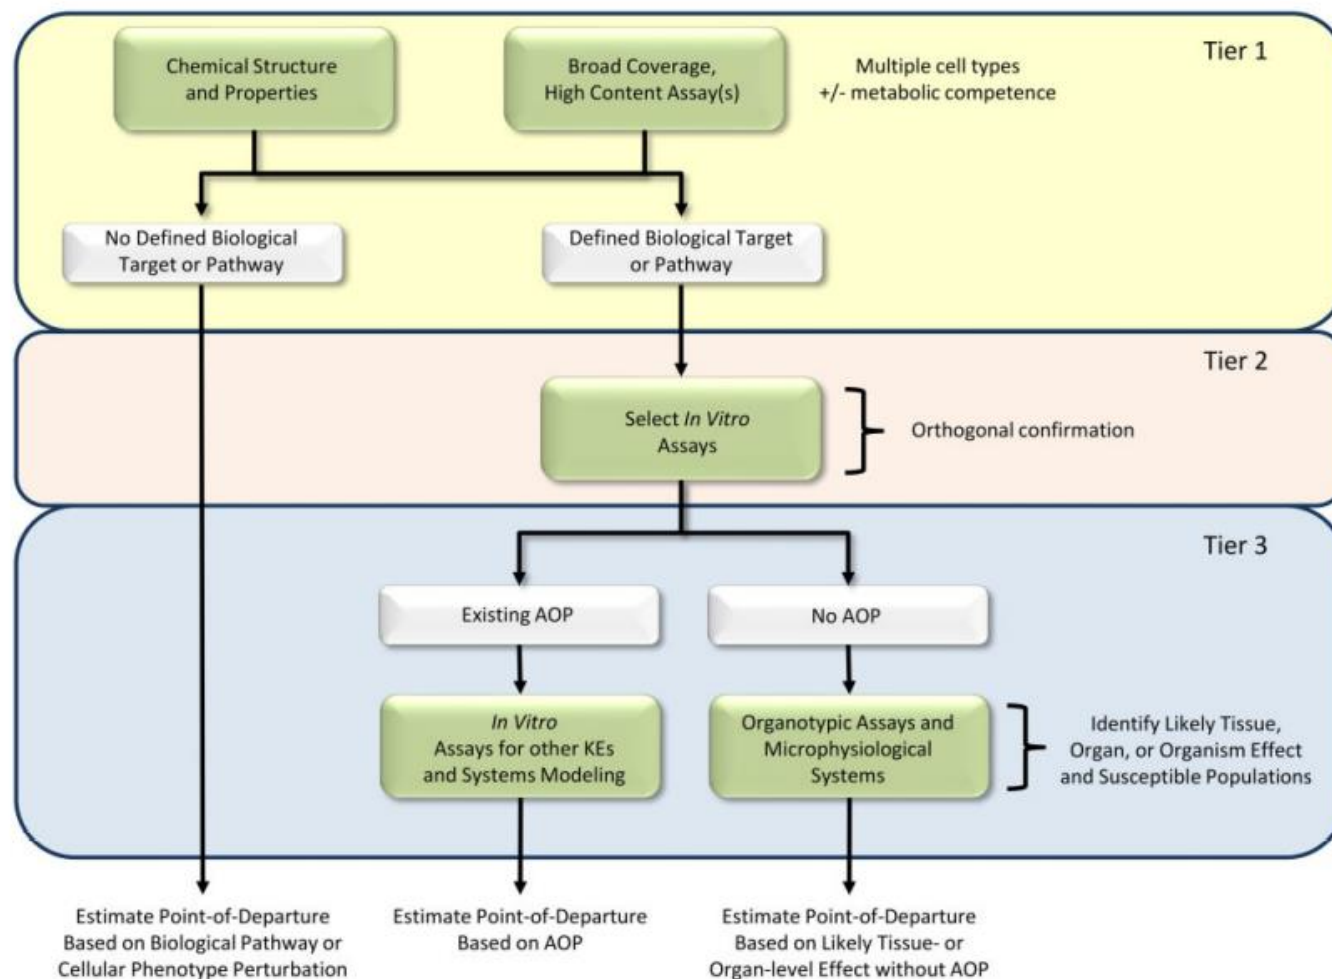 Tier 1
Chemical Structure
and Properties
Broad Coverage,
High Content Assay(s)
Multiple cell types
+/- metabolic competence
No Defined Biological
Target or Pathway
Defined Biological Target
or Pathway
Tier 2
Select In Vitro
Assays
Orthogonal confirmation
Tier 3
Existing AOP
No AOP
In Vitro
Assays for other KEs
and Systems Modeling
Organotypic Assays and
Microphysiological
Systems
Identify Likely Tissue,
Organ, or Organism Effect
and Susceptible Populations
Estimate Point-of-Departure
Based on Biological Pathway or
Cellular Phenotype Perturbation
Estimate Point-of-Departure
Based on AOP
Estimate Point-of-Departure
Based on Likely Tissue- or
Organ-level Effect without AOP